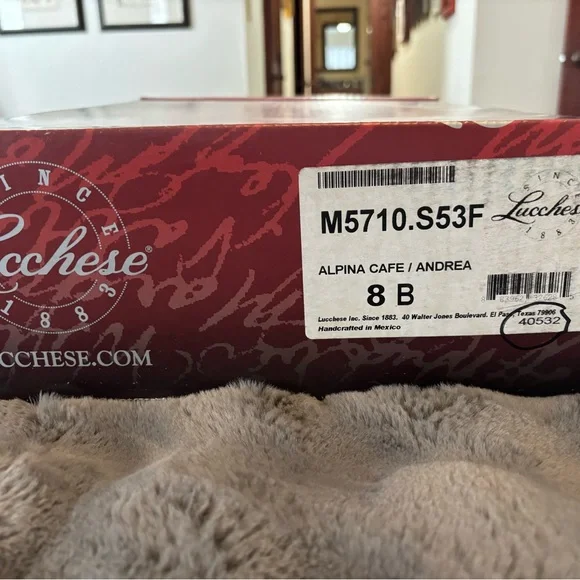 SINCE
Lucchese®
1883
LUCCHESE.COM
M5710.S53F
SINCE
Lucchese
1883
ALPINA CAFE / ANDREA
8 B
Lucchese Inc. Since 1883. 40 Walter Jones Boulevard. El Paso, Texas 79906
Handcrafted in Mexico
40532